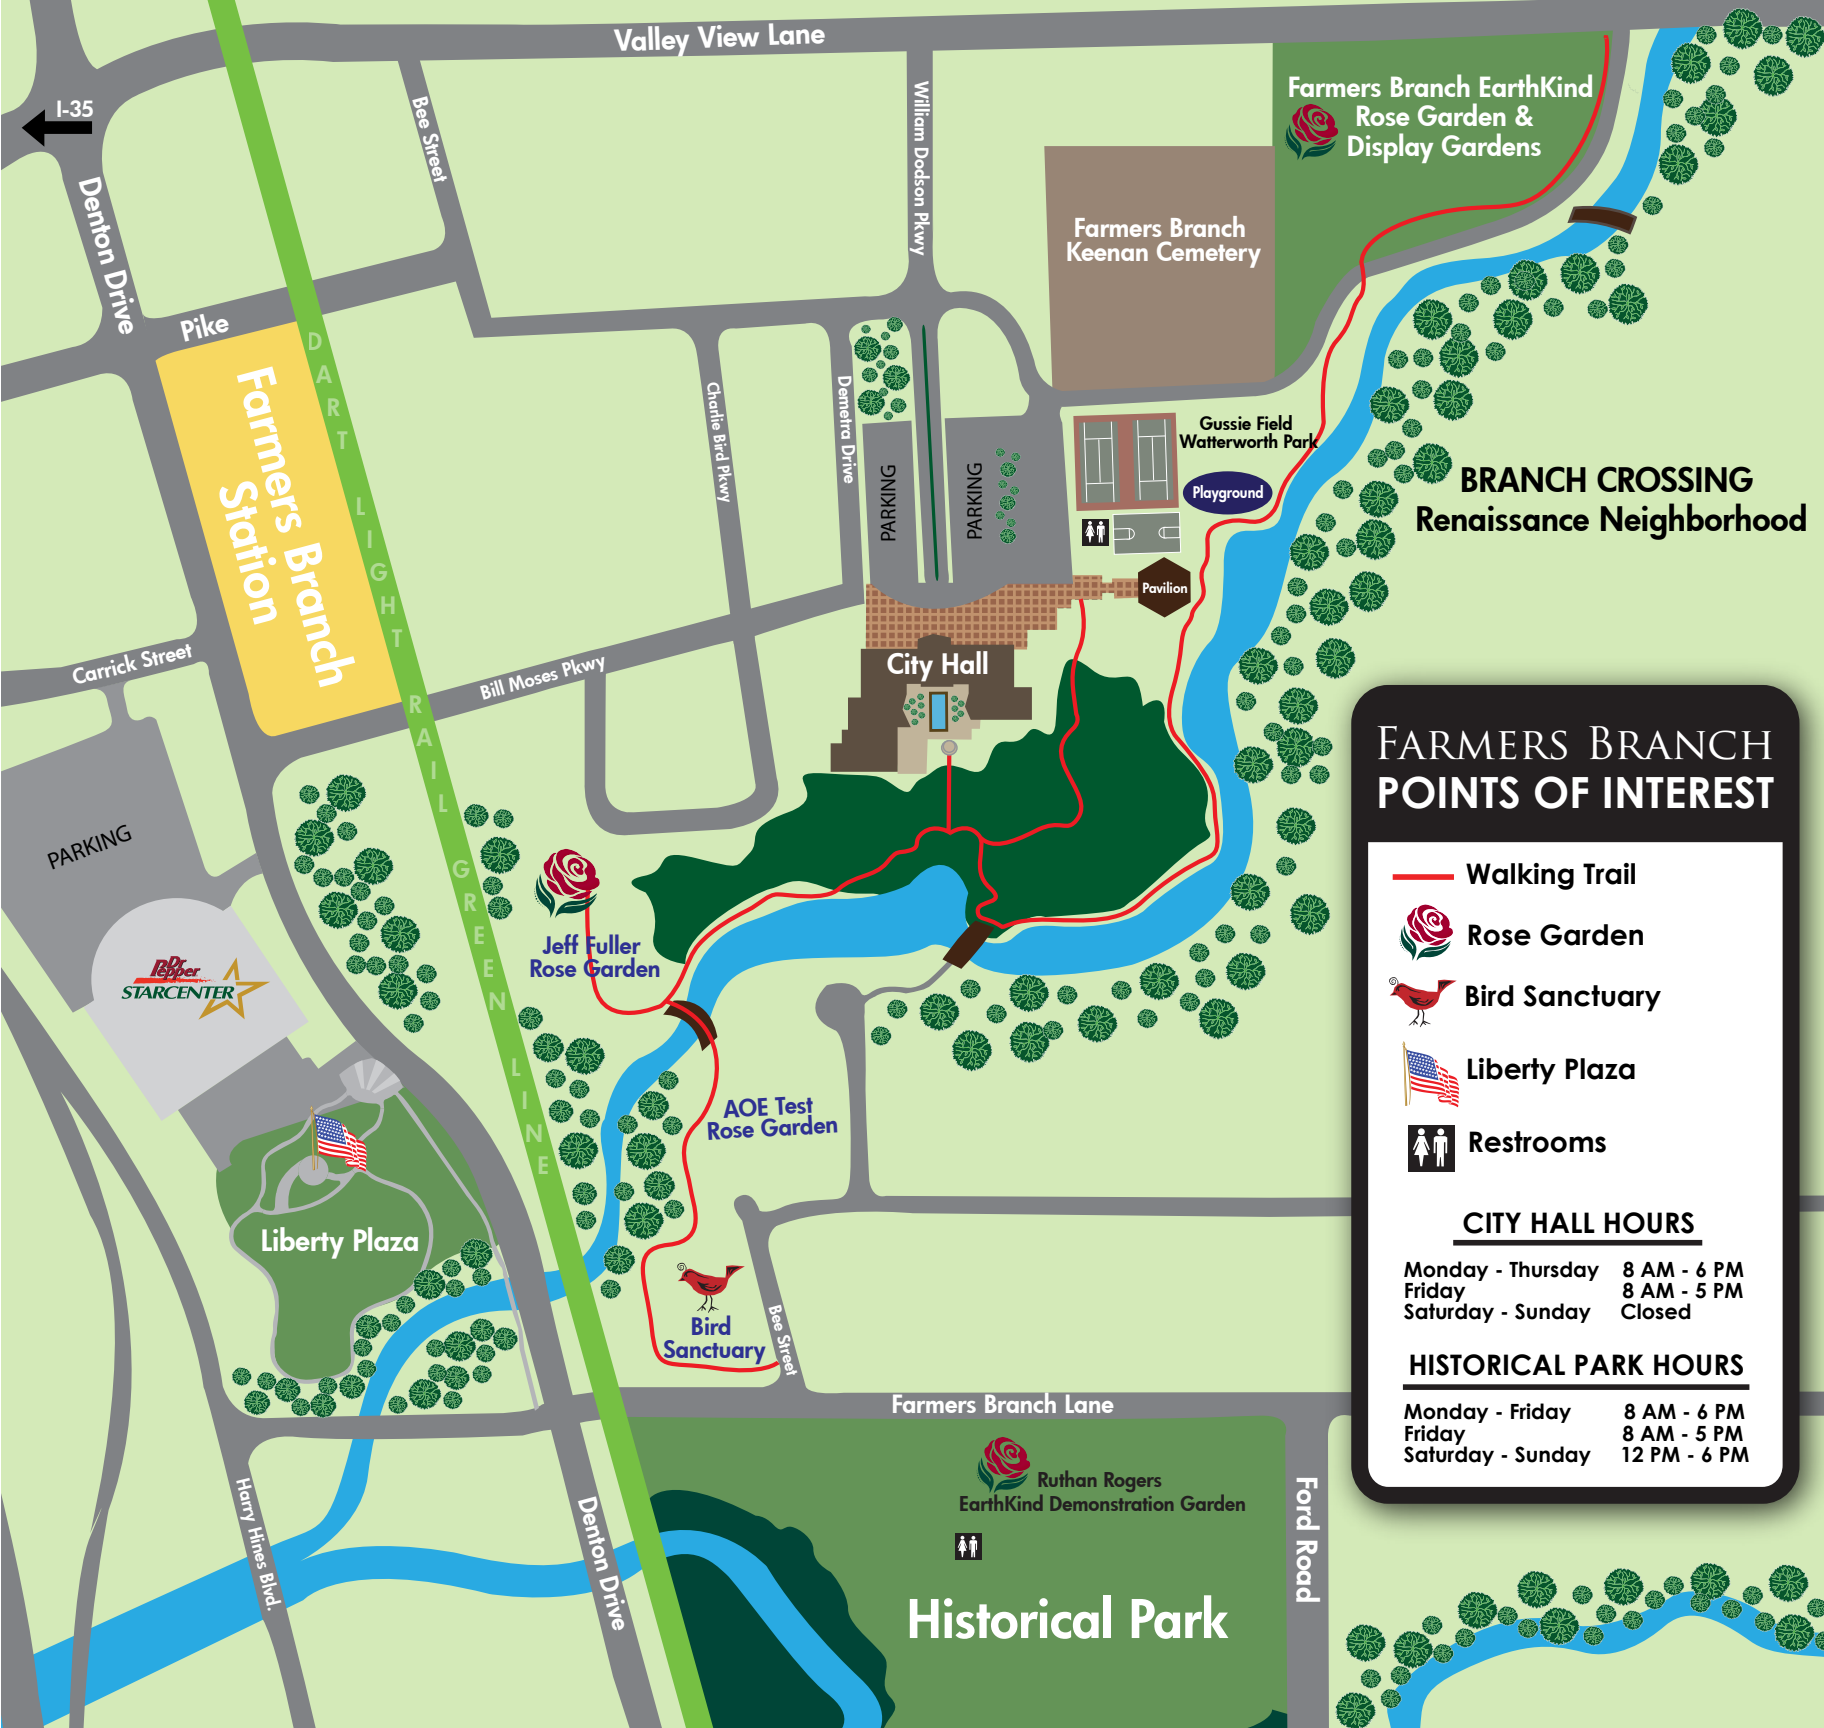 Valley View Lane
I-35
Bee Street
William Dodson Pkwy
Farmers Branch EarthKind
Rose Garden &
Display Gardens
Denton Drive
Farmers Branch
Keenan Cemetery
Pike
DART LIGHT RAIL GREEN LINE
Farmers Branch
Station
Charlie Bird Pkwy
Demetra Drive
PARKING
PARKING
Gussie Field
Watterworth Park
Playground
BRANCH CROSSING
Renaissance Neighborhood
Pavilion
Carrick Street
Bill Moses Pkwy
City Hall
PARKING
Jeff Fuller
Rose Garden
Dr
Pepper
STARCENTER
AOE Test
Rose Garden
Liberty Plaza
Bird
Sanctuary
Bee Street
Farmers Branch Lane
Harry Hines Blvd.
Denton Drive
Ruthan Rogers
EarthKind Demonstration Garden
Ford Road
Historical Park
FARMERS BRANCH
POINTS OF INTEREST
Walking Trail
Rose Garden
Bird Sanctuary
Liberty Plaza
Restrooms
CITY HALL HOURS
Monday - Thursday 8 AM - 6 PM
Friday 8 AM - 5 PM
Saturday - Sunday Closed
HISTORICAL PARK HOURS
Monday - Friday 8 AM - 6 PM
Friday 8 AM - 5 PM
Saturday - Sunday 12 PM - 6 PM